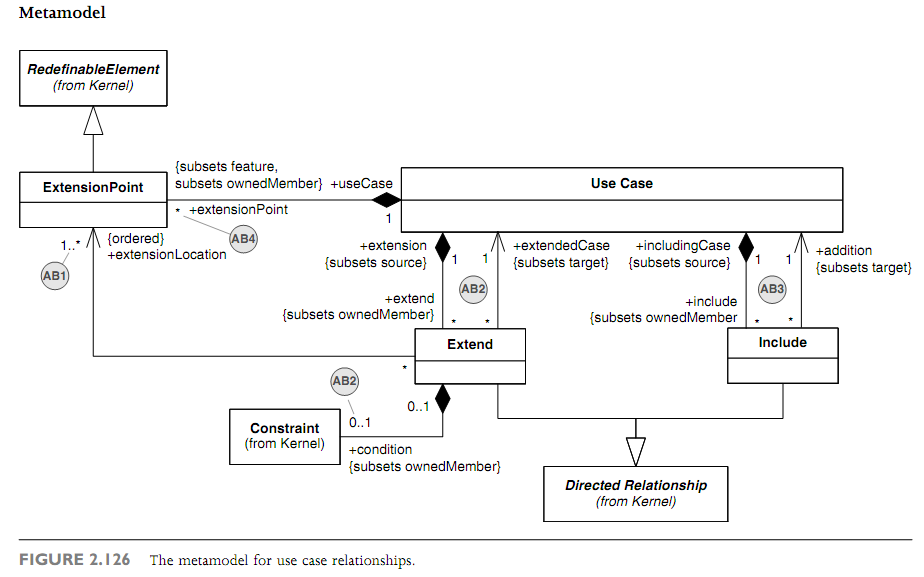 Metamodel
RedefinableElement
(from Kernel)
{subsets feature,
subsets ownedMember} +useCase
ExtensionPoint
Use Case
* +extensionPoint
1
AB4
1..* {ordered}
+extensionLocation
AB1
+extension
{subsets source}
1
1
+extendedCase
{subsets target}
+includingCase
{subsets source}
1
1
+addition
{subsets target}
AB2
AB3
+extend
{subsets ownedMember}
*
*
+include
{subsets ownedMember
*
*
Extend
Include
*
AB2
0..1
0..1
Constraint
(from Kernel)
+condition
{subsets ownedMember}
Directed Relationship
(from Kernel)
FIGURE 2.126 The metamodel for use case relationships.